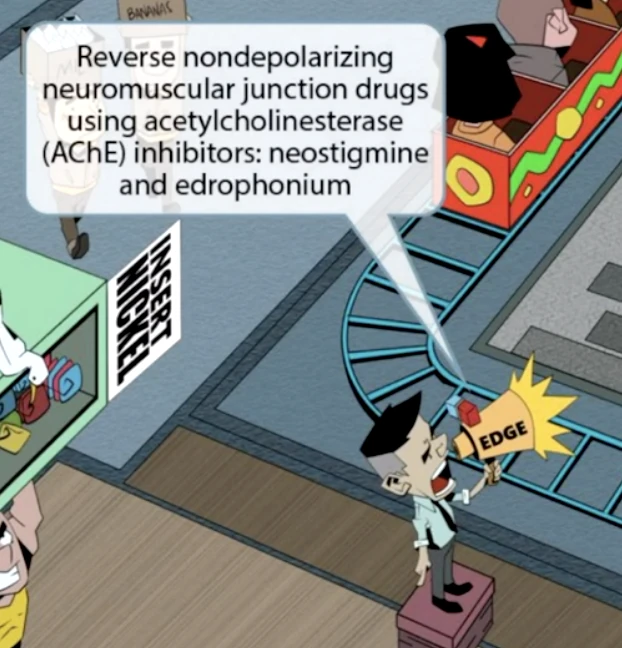 BANANAS
Reverse nondepolarizing
neuromuscular junction drugs
using acetylcholinesterase
(AChE) inhibitors: neostigmine
and edrophonium
INSERT
NICKEL
EDGE